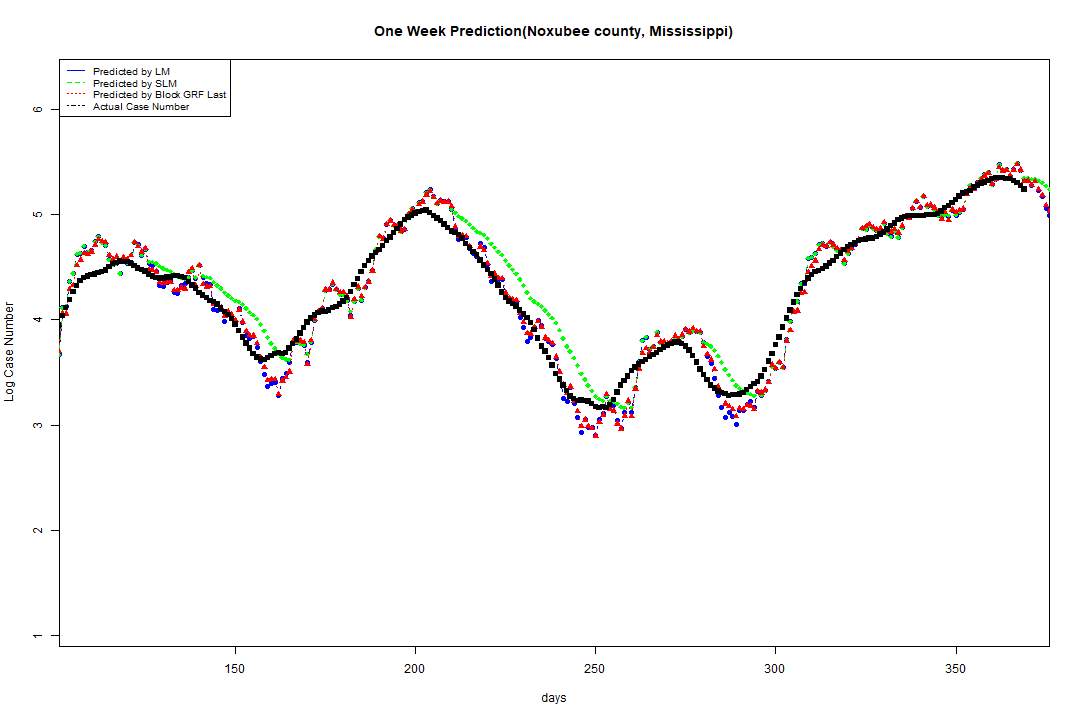 One Week Prediction(Noxubee county, Mississippi)
Predicted by LM
Predicted by SLM
Predicted by Block GRF Last
Actual Case Number
Log Case Number
6
5
4
3
2
1
150
200
250
300
350
days